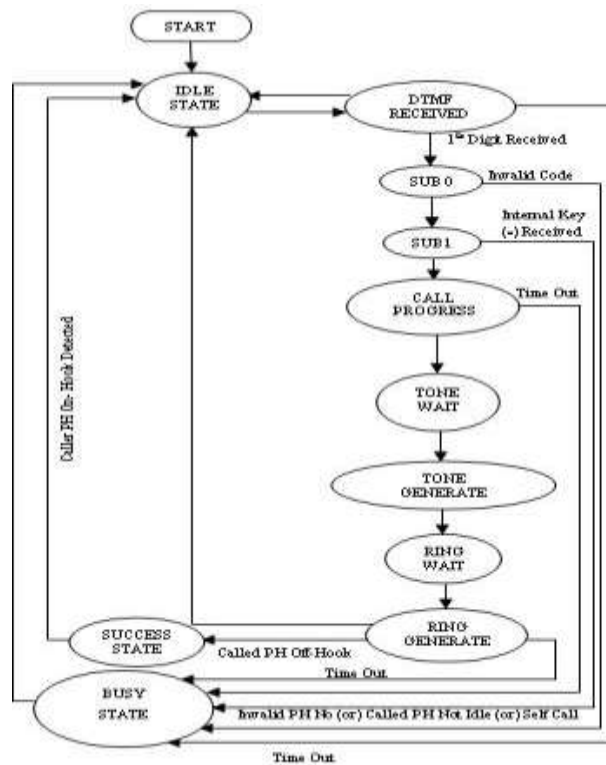 START
IDLE
STATE
DTMF
RECEIVED
1st Digit Received
SUB0
Invalid Code
Internal Key
(-) Received
SUB1
CALL
PROGRESS
Time Out
TONE
WAIT
TONE
GENERATE
RING
WAIT
RING
GENERATE
Caller PH On- Hook Detected
SUCCESS
STATE
Called PH Off-Hook
Time Out
BUSY
STATE
Invalid PH No (or) Called PH Not Idle (or) Self Call
Time Out